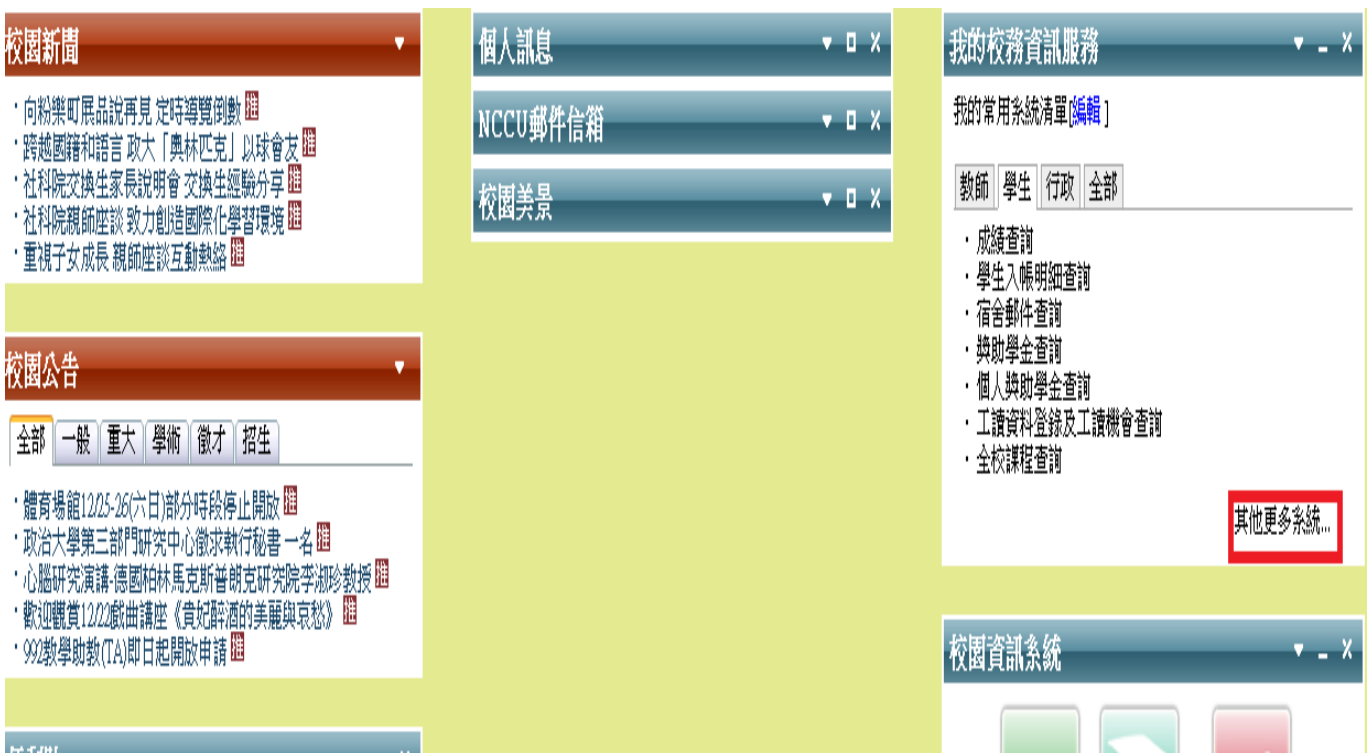 校園新聞
・向粉樂町展品說再見 定時導覽倒數 推
・跨越國籍和語言 政大「奧林匹克」以球會友 推
・社科院交換生家長說明會 交換生經驗分享 推
・社科院親師座談 致力創造國際化學習環境 推
・重視子女成長 親師座談互動熱絡 推
校園公告
全部 一般 重大 學術 徵才 招生
・體育場館12/25-26(六日)部分時段停止開放 推
・政治大學第三部門研究中心徵求執行秘書 一名 推
・心腦研究演講-德國柏林馬克斯普朗克研究院李淑珍教授 推
・歡迎觀賞12/22戲曲講座《貴妃醉酒的美麗與哀愁》 推
・992教學助教(TA)即日起開放申請 推
個人訊息
NCCU郵件信箱
校園美景
我的校務資訊服務
我的常用系統清單[編輯 ]
教師 學生 行政 全部
・成績查詢
・學生入帳明細查詢
・宿舍郵件查詢
・獎助學金查詢
・個人獎助學金查詢
・工讀資料登錄及工讀機會查詢
・全校課程查詢
其他更多系統...
校園資訊系統